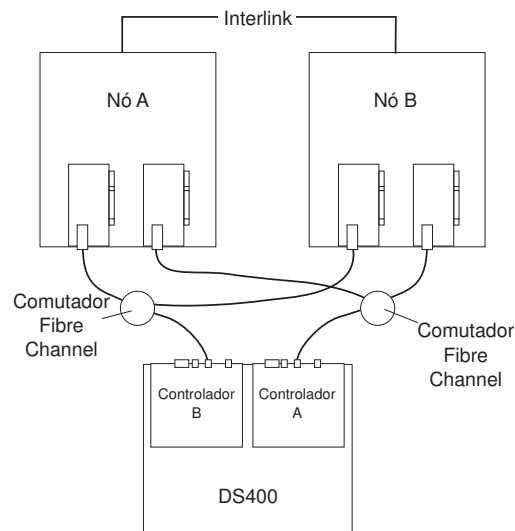 Interlink
Nó A
Nó B
Comutador
Fibre
Channel
Comutador
Fibre
Channel
Controlador
B
Controlador
A
DS400